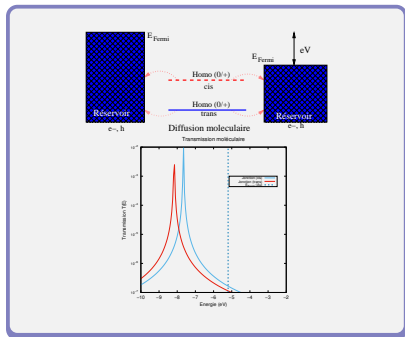 E Fermi
E Fermi
eV
Homo (0/+)
cis
Homo (0/+)
trans
Réservoir
Réservoir
e−, h
e−, h
Diffusion moleculaire
Transmission moléculaire
Transmission T(E)
−10 −9 −8 −7 −6 −5 −4 −3 −2
Energie (eV)